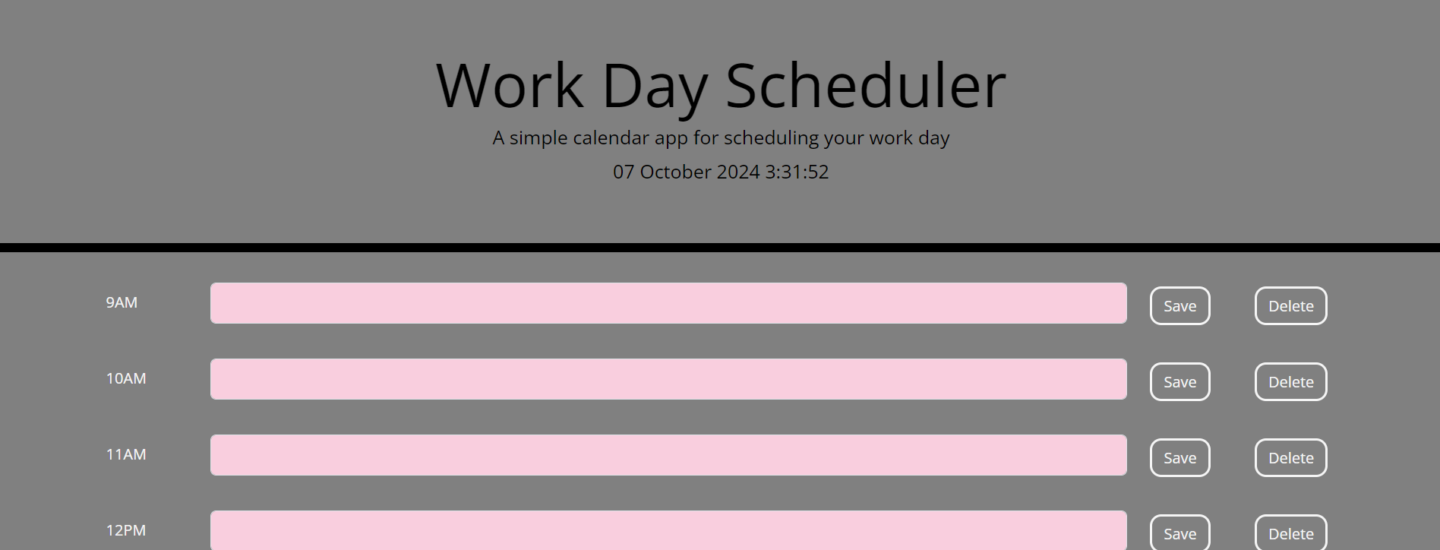 Work Day Scheduler
A simple calendar app for scheduling your work day
07 October 2024 3:31:52
9AM Save Delete
10AM Save Delete
11AM Save Delete
12PM Save Delete